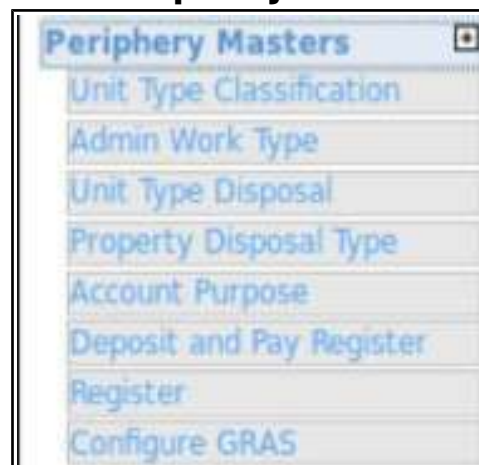 Periphery Masters
Unit Type Classification
Admin Work Type
Unit Type Disposal
Property Disposal Type
Account Purpose
Deposit and Pay Register
Register
Configure GRAS